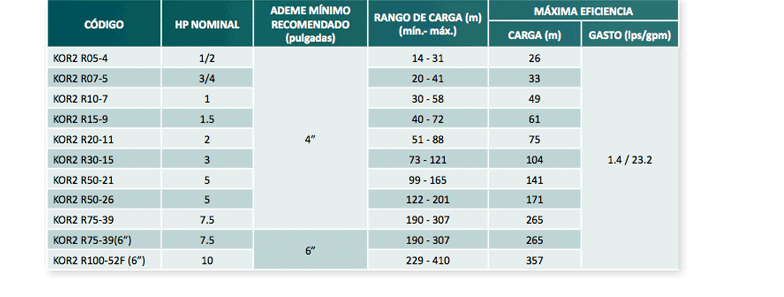 CÓDIGO HP NOMINAL ADEME MÍNIMO RECOMENDADO (pulgadas) RANGO DE CARGA (m) (mín.- máx.) MÁXIMA EFICIENCIA
CARGA (m) GASTO (lps/gpm)
KOR2 R05-4 1/2 14 - 31 26
KOR2 R07-5 3/4 20 - 41 33
KOR2 R10-7 1 30 - 58 49
KOR2 R15-9 1.5 40 - 72 61
KOR2 R20-11 2 4” 51 - 88 75
KOR2 R30-15 3 73 - 121 104 1.4 / 23.2
KOR2 R50-21 5 99 - 165 141
KOR2 R50-26 5 122 - 201 171
KOR2 R75-39 7.5 190 - 307 265
KOR2 R75-39(6”) 7.5 6” 190 - 307 265
KOR2 R100-52F (6”) 10 229 - 410 357